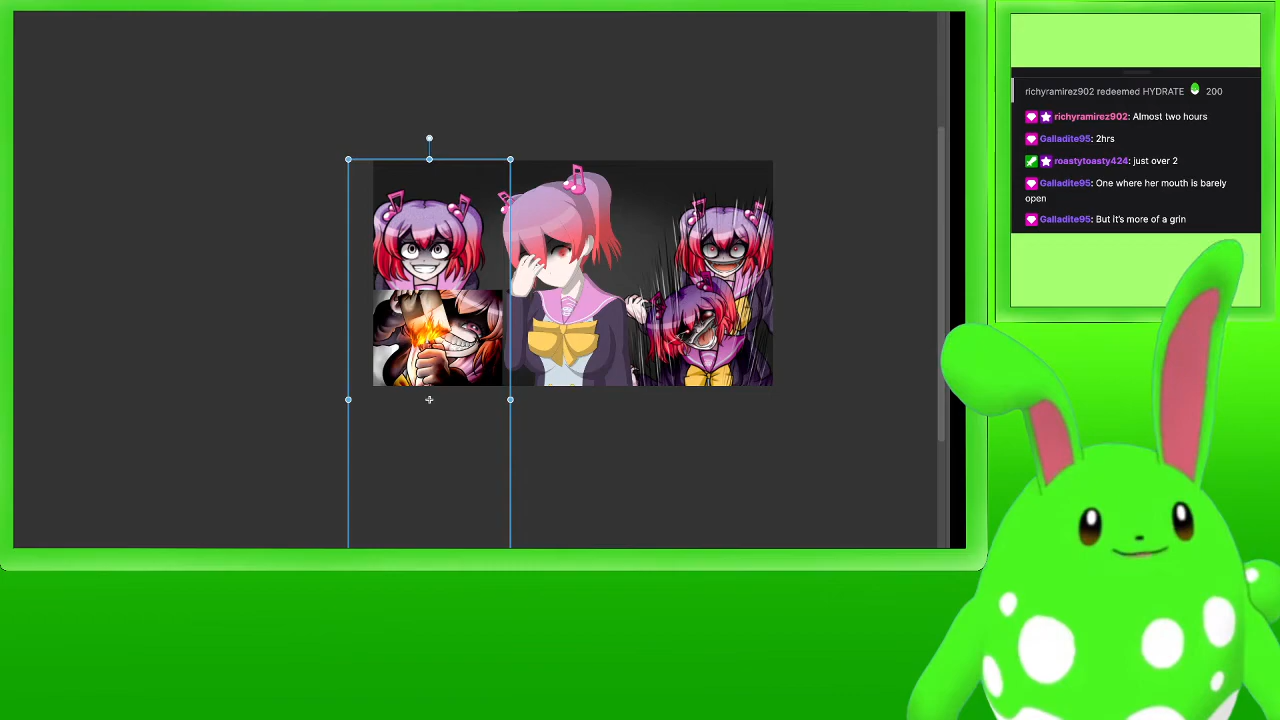 richyramirez902 redeemed HYDRATE 200
richyramirez902: Almost two hours
Galladite95: 2hrs
roastytoasty424: just over 2
Galladite95: One where her mouth is barely
open
Galladite95: But It's more of a grin